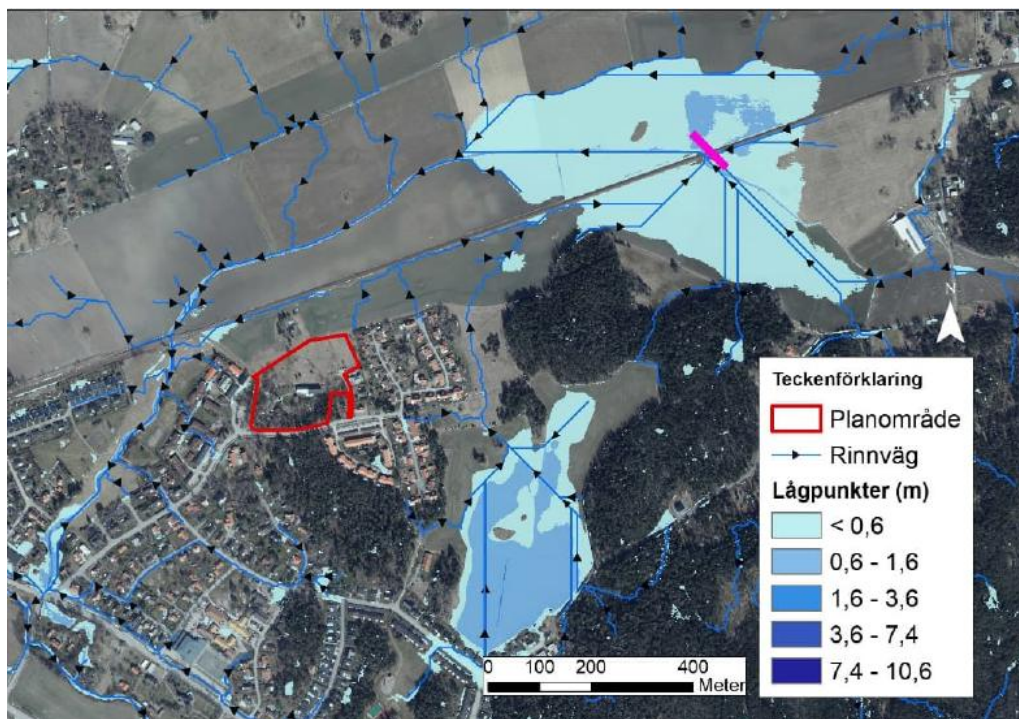 N
Teckenförklaring
Planområde
Rinnväg
Lågpunkter (m)
< 0,6
0,6 - 1,6
1,6 - 3,6
3,6 - 7,4
7,4 - 10,6
0 100 200 400
Meter